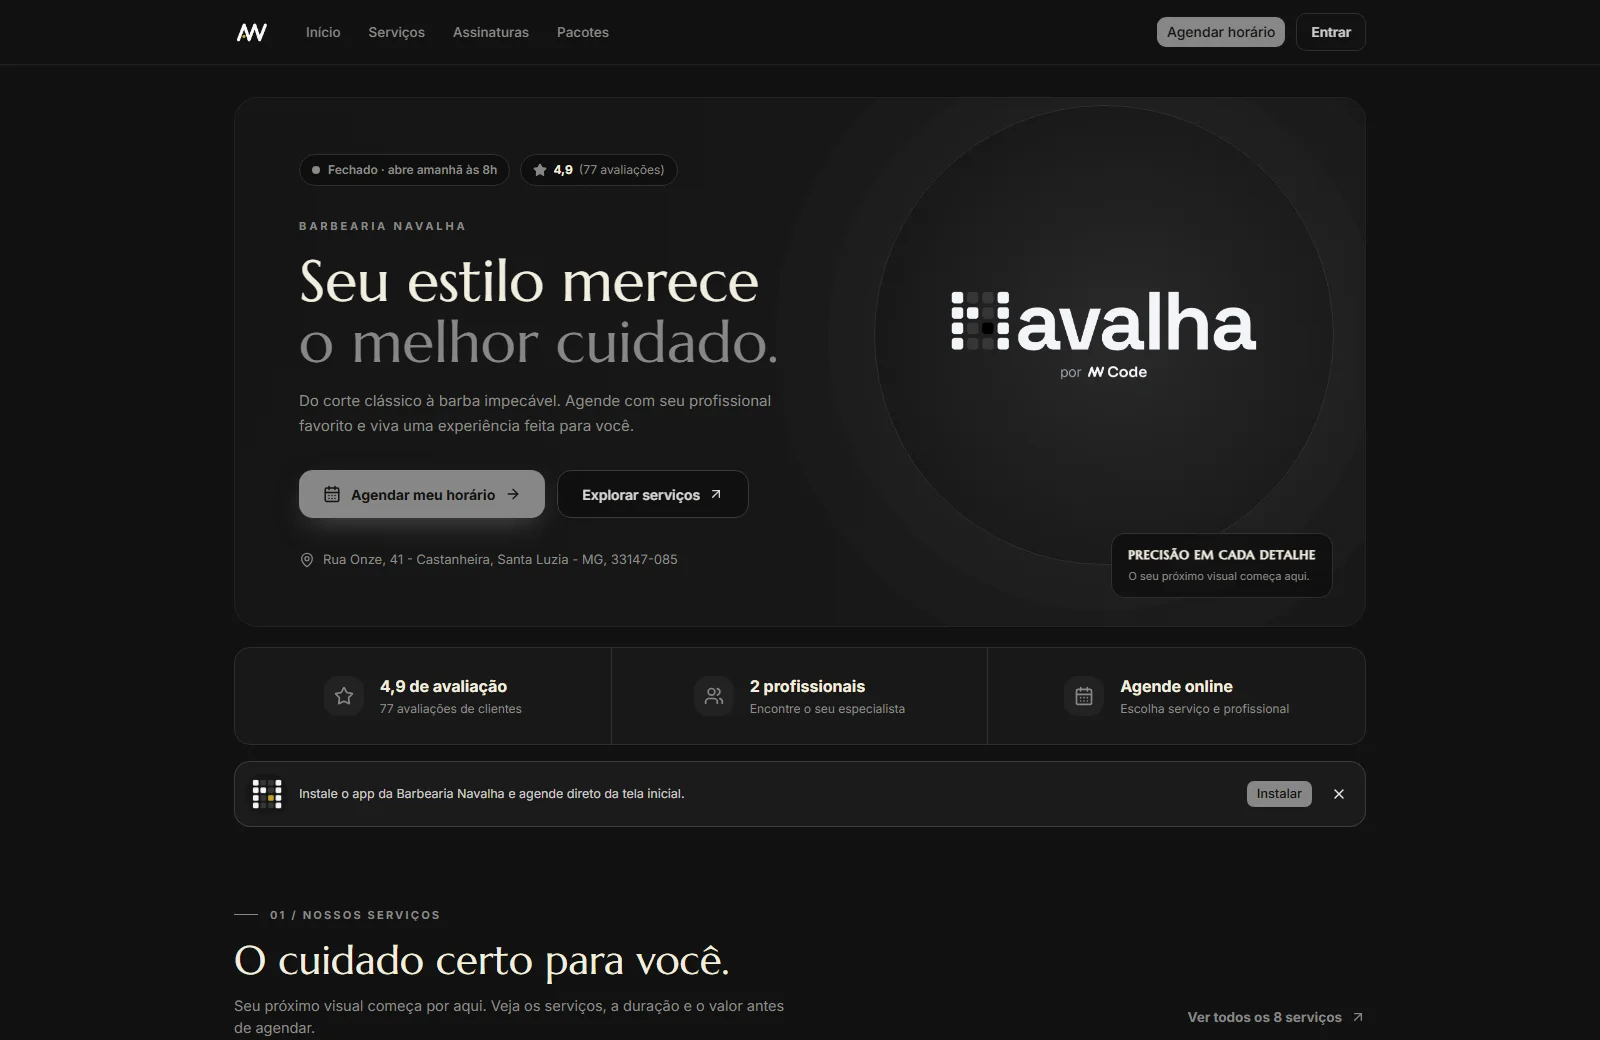 Início
Serviços
Assinaturas
Pacotes
Agendar horário
Entrar
Fechado · abre amanhã às 8h
4,9 (77 avaliações)
BARBEARIA NAVALHA
Seu estilo merece
o melhor cuidado.
Do corte clássico à barba impecável. Agende com seu profissional
favorito e viva uma experiência feita para você.
Agendar meu horário
Explorar serviços
Rua Onze, 41 - Castanheira, Santa Luzia - MG, 33147-085
Navalha
por Code
PRECISÃO EM CADA DETALHE
O seu próximo visual começa aqui.
4,9 de avaliação
77 avaliações de clientes
2 profissionais
Encontre o seu especialista
Agende online
Escolha serviço e profissional
Instale o app da Barbearia Navalha e agende direto da tela inicial.
Instalar
01 / NOSSOS SERVIÇOS
O cuidado certo para você.
Seu próximo visual começa por aqui. Veja os serviços, a duração e o valor antes
de agendar.
Ver todos os 8 serviços